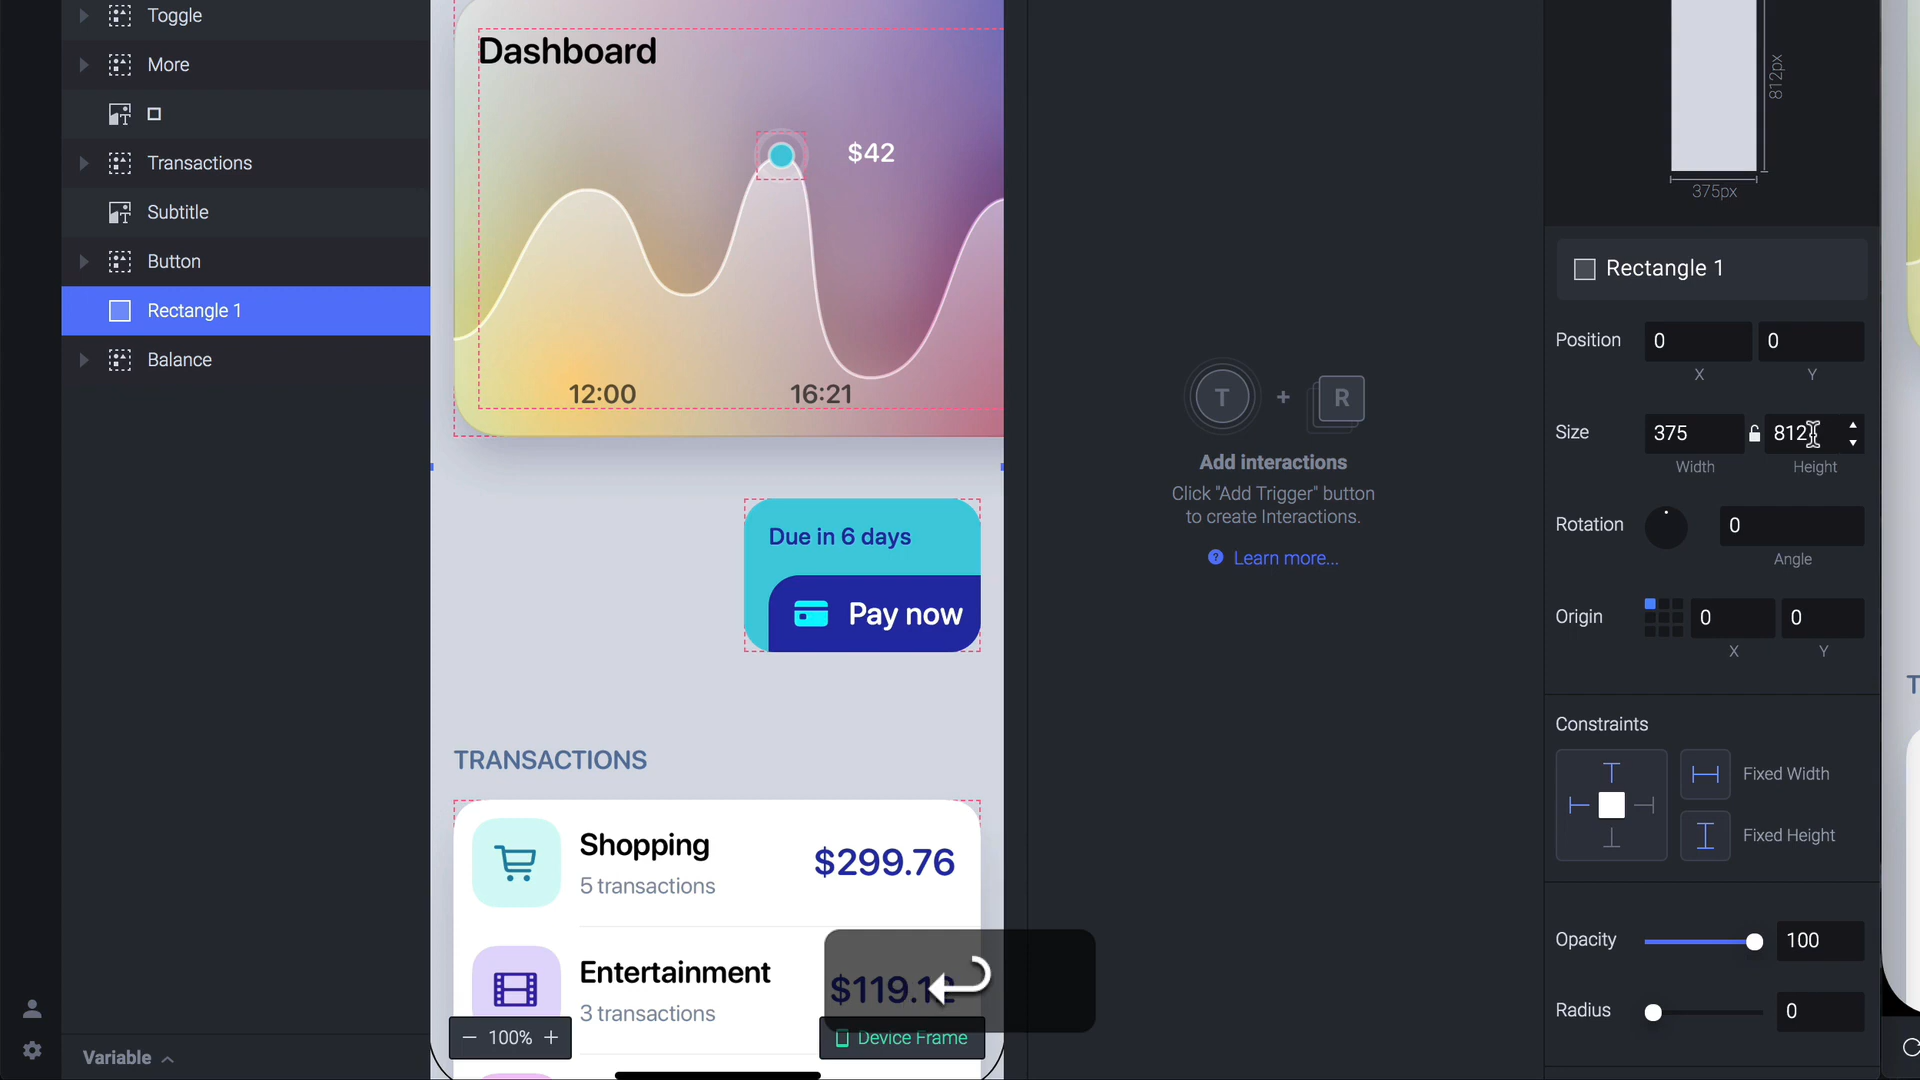 Toggle
More
Transactions
Subtitle
Button
Rectangle 1
Balance
Variable
Dashboard
$42
12:00
16:21
Due in 6 days
Pay now
TRANSACTIONS
Shopping
5 transactions
$299.76
Entertainment
3 transactions
100%
Device Frame
T + R
Add interactions
Click "Add Trigger" button
to create Interactions.
? Learn more...
812px
375px
Rectangle 1
Position
0
0
X
Y
Size
375
812
Width
Height
Rotation
0
Angle
Origin
0
0
X
Y
Constraints
Fixed Width
Fixed Height
Opacity
100
Radius
0